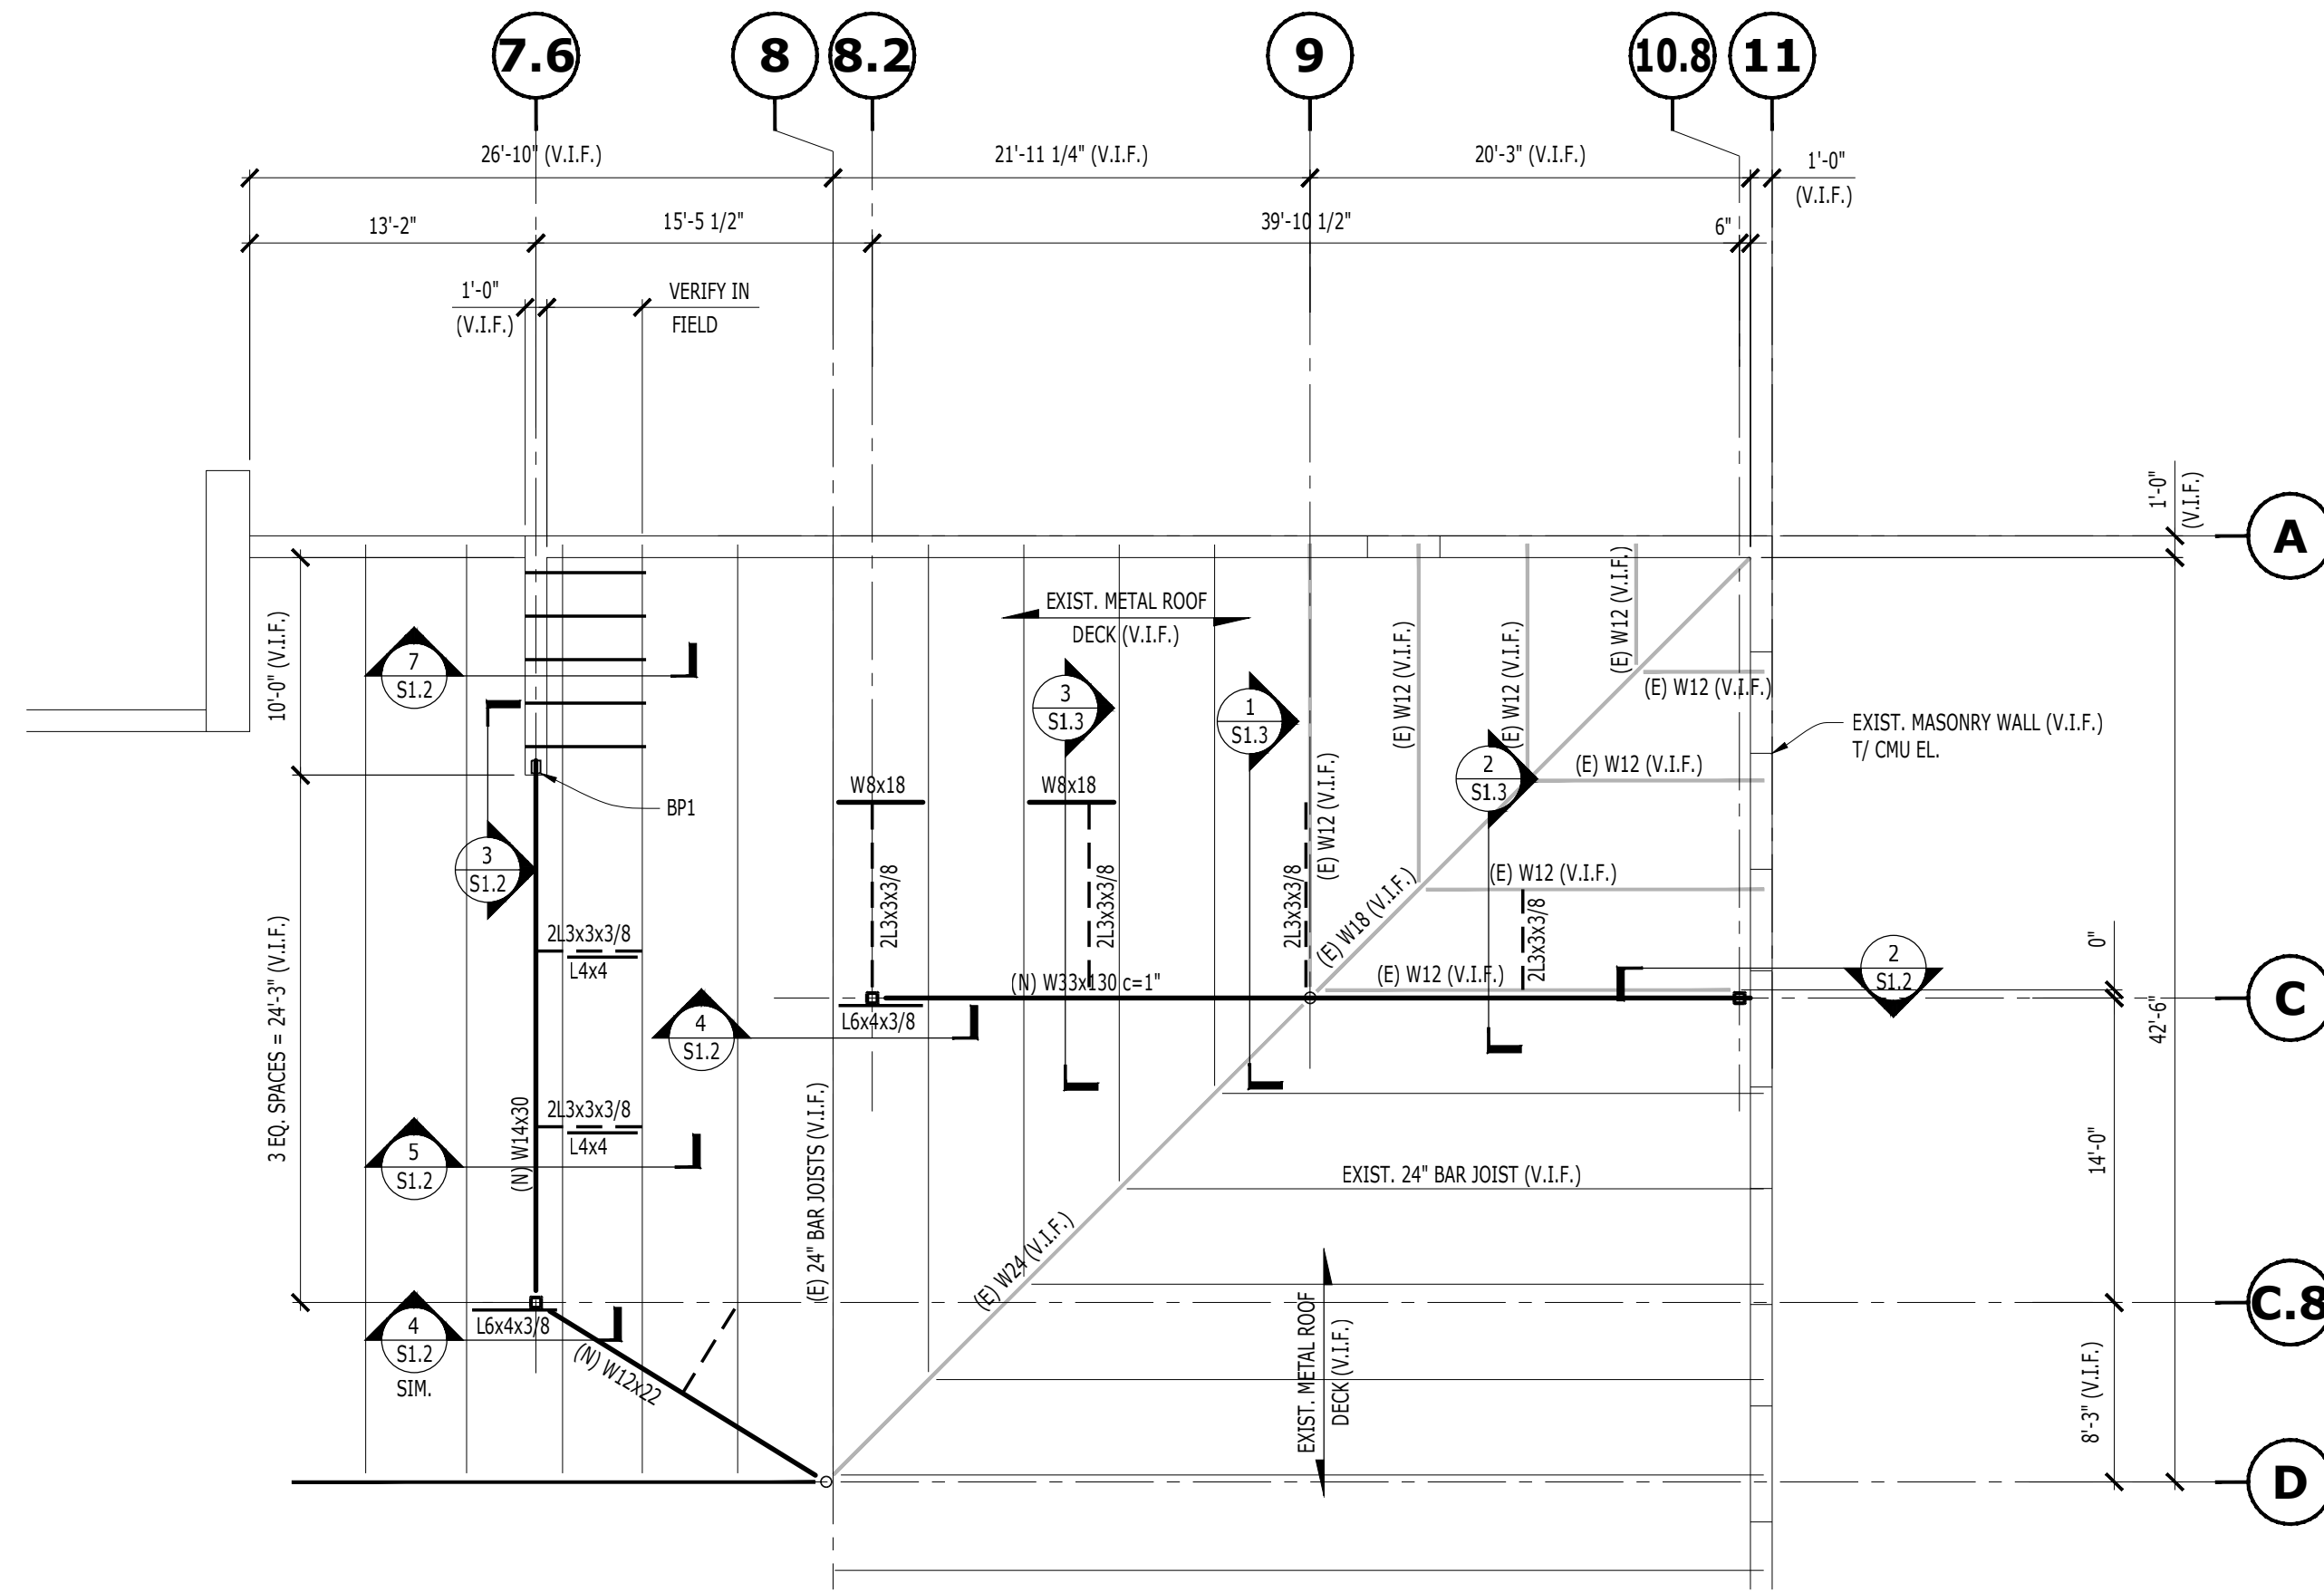 7.6
8
8.2
9
10.8
11
26'-10" (V.I.F.)
21'-11 1/4" (V.I.F.)
20'-3" (V.I.F.)
1'-0"
(V.I.F.)
13'-2"
15'-5 1/2"
39'-10 1/2"
6"
1'-0"
(V.I.F.)
VERIFY IN
FIELD
1'-0"
(V.I.F.)
A
EXIST. METAL ROOF
DECK (V.I.F.)
10'-0" (V.I.F.)
7
S1.2
3
S1.3
1
S1.3
(E) W12 (V.I.F.)
(E) W12 (V.I.F.)
(E) W12 (V.I.F.)
(E) W12 (V.I.F.)
EXIST. MASONRY WALL (V.I.F.)
T/ CMU EL.
2
S1.3
(E) W12 (V.I.F.)
W8x18
W8x18
BP1
(E) W12 (V.I.F.)
3
S1.2
2L3x3x3/8
2L3x3x3/8
2L3x3x3/8
(E) W18 (V.I.F.)
(E) W12 (V.I.F.)
2L3x3x3/8
2L3x3x3/8
L4x4
(N) W33x130 c=1"
(E) W12 (V.I.F.)
2
S1.2
0"
C
42'-6"
L6x4x3/8
4
S1.2
3 EQ. SPACES = 24'-3" (V.I.F.)
2L3x3x3/8
L4x4
(N) W14x30
5
S1.2
(E) 24" BAR JOISTS (V.I.F.)
EXIST. 24" BAR JOIST (V.I.F.)
14'-0"
(E) W24 (V.I.F.)
C.8
L6x4x3/8
4
S1.2
SIM.
(N) W12x22
EXIST. METAL ROOF
DECK (V.I.F.)
8'-3" (V.I.F.)
D